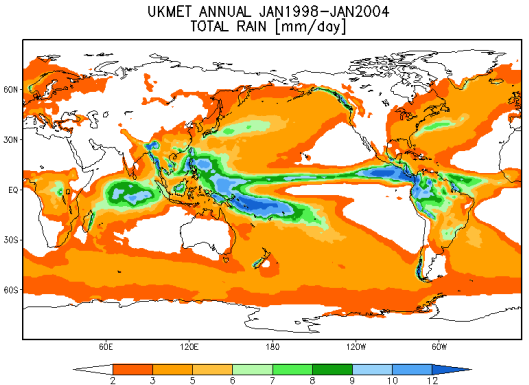 UKMET ANNUAL JAN1998-JAN2004
TOTAL RAIN [mm/day]
60N
30N
EQ
30S
60S
60E 120E 180 120W 60W
2 3 5 6 7 8 9 10 12